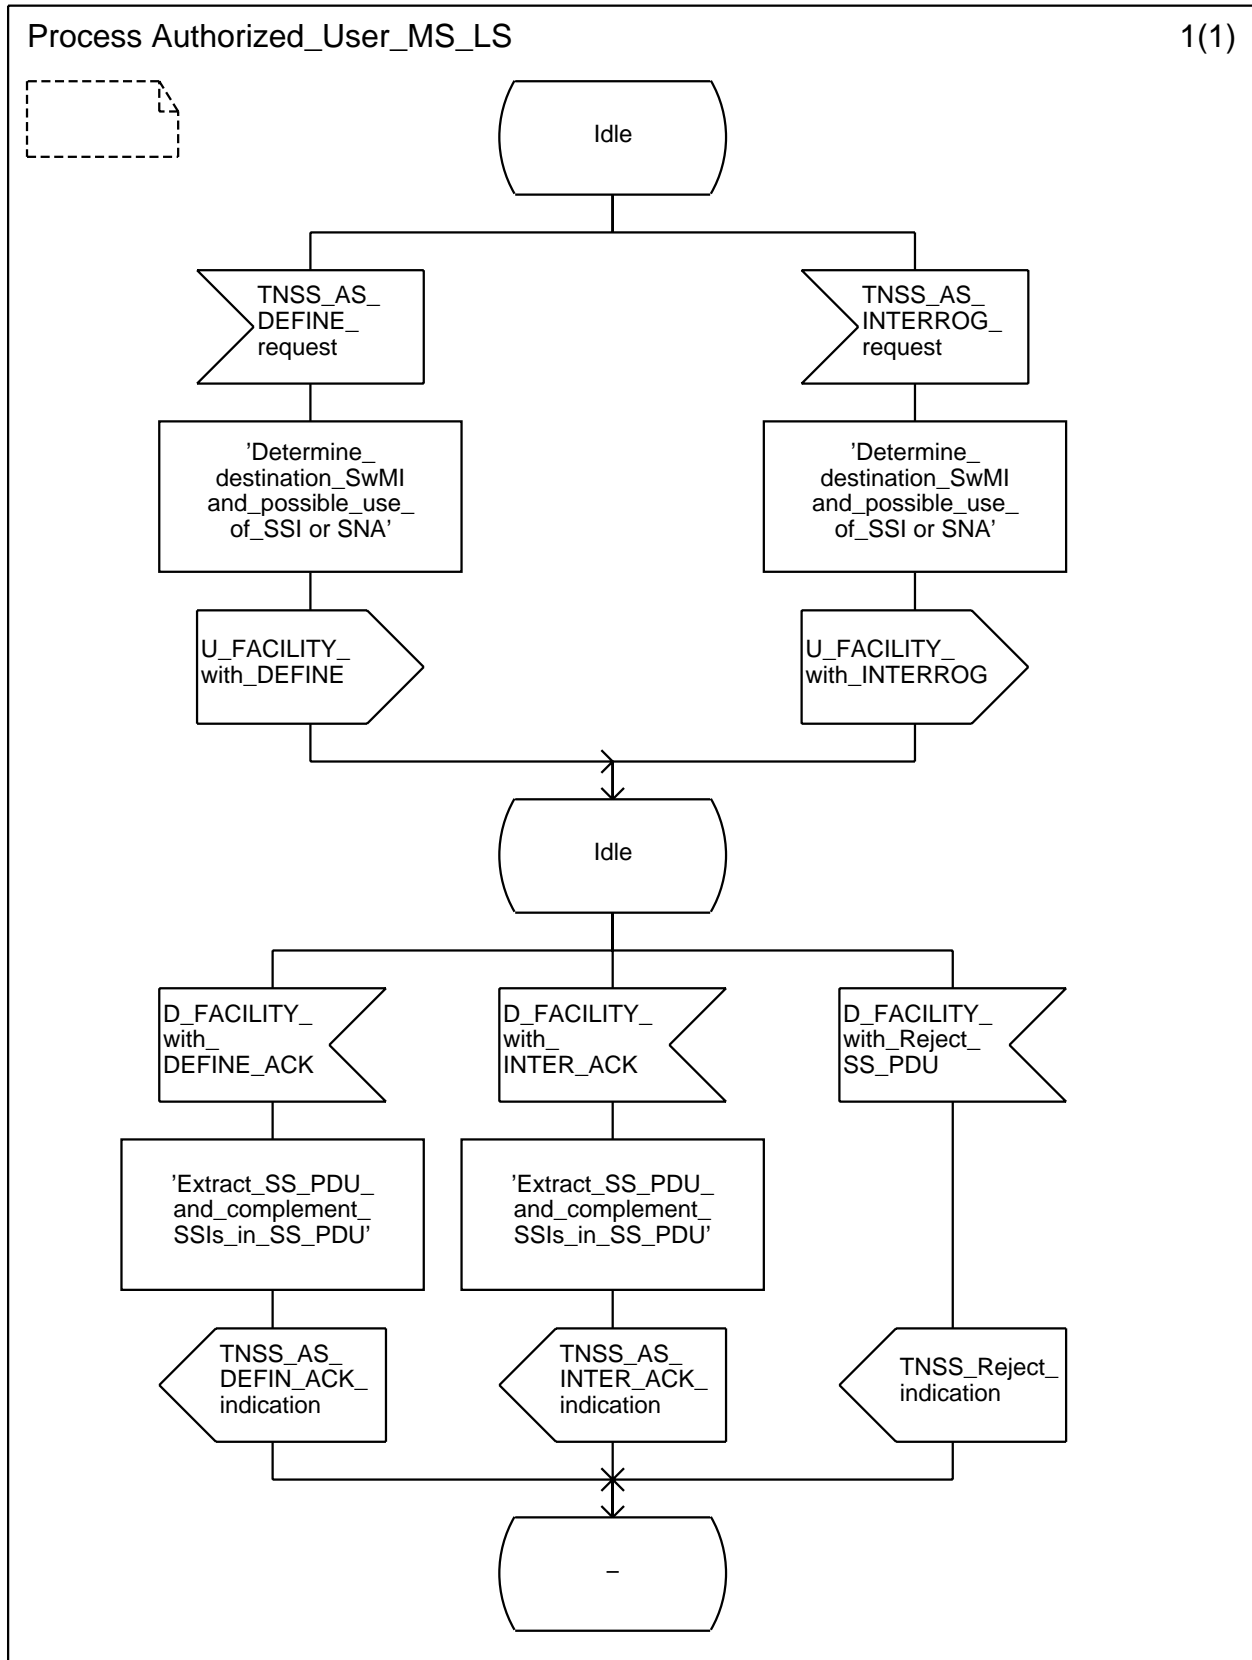 Process Authorized_User_MS_LS
1(1)
Idle
TNSS_AS_
DEFINE_
request
TNSS_AS_
INTERROG_
request
’Determine_
destination_SwMI
and_possible_use_
of_SSI or SNA’
’Determine_
destination_SwMI
and_possible_use_
of_SSI or SNA’
U_FACILITY_
with_DEFINE
U_FACILITY_
with_INTERROG
Idle
D_FACILITY_
with_
DEFINE_ACK
D_FACILITY_
with_
INTER_ACK
D_FACILITY_
with_Reject_
SS_PDU
’Extract_SS_PDU_
and_complement_
SSIs_in_SS_PDU’
’Extract_SS_PDU_
and_complement_
SSIs_in_SS_PDU’
TNSS_AS_
DEFIN_ACK_
indication
TNSS_AS_
INTER_ACK_
indication
TNSS_Reject_
indication
–